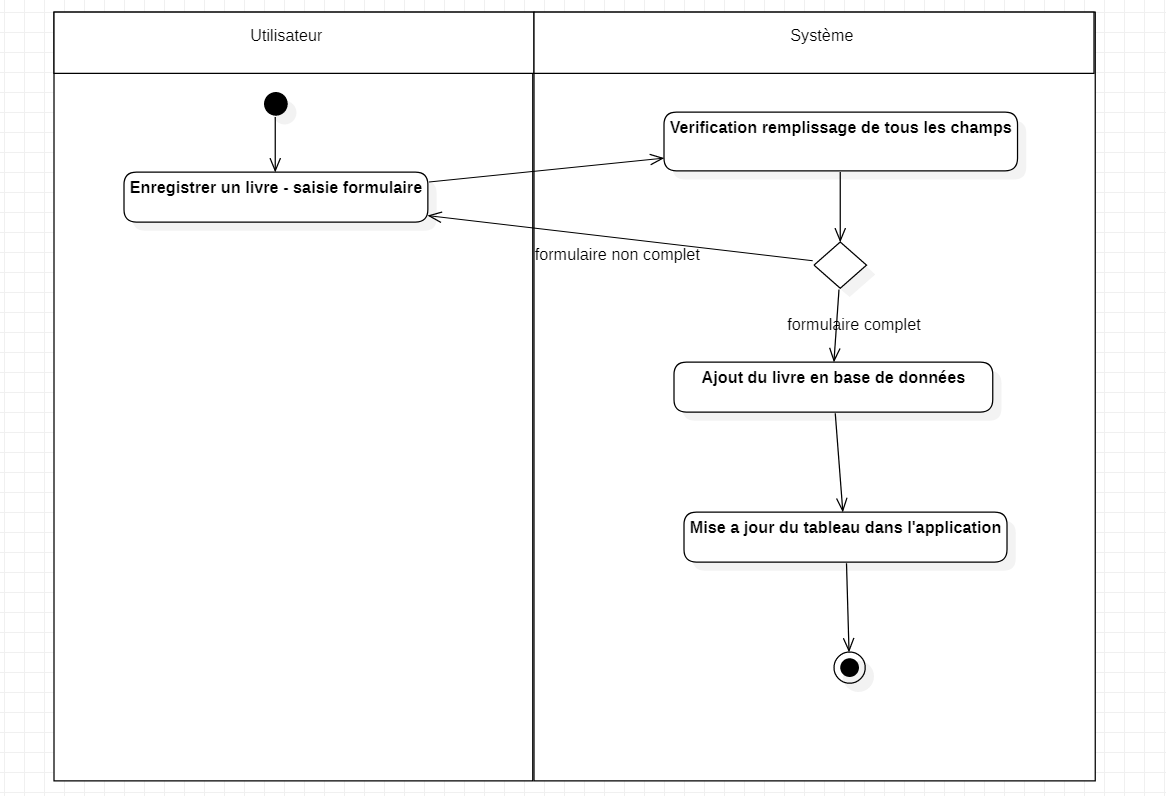 Utilisateur
Système
Verification remplissage de tous les champs
Enregistrer un livre - saisie formulaire
formulaire non complet
formulaire complet
Ajout du livre en base de données
Mise a jour du tableau dans l'application